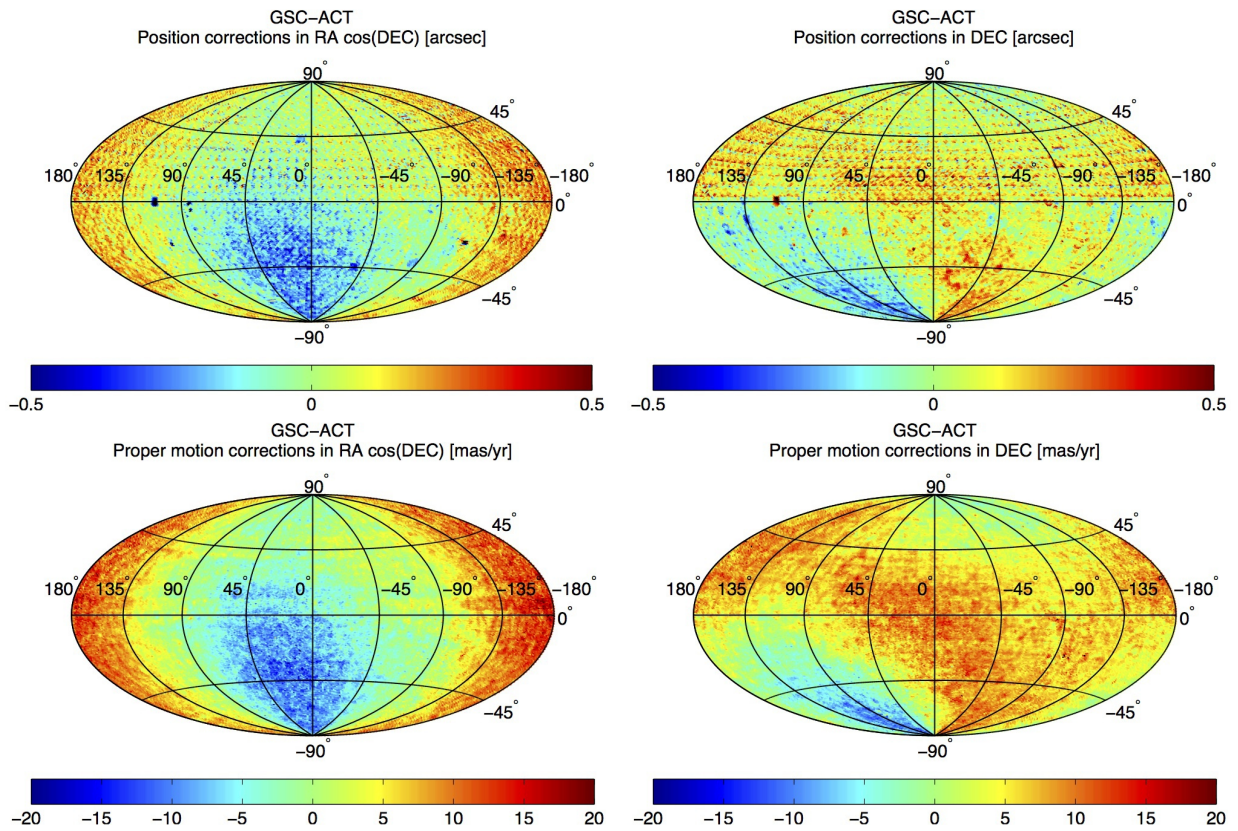 GSC−ACT
Position corrections in RA cos(DEC) [arcsec]
90°
45°
180° 135° 90° 45° 0° −45° −90° −135° −180°
0°
−45°
−90°
−0.5 0 0.5
GSC−ACT
Position corrections in DEC [arcsec]
90°
45°
180° 135° 90° 45° 0° −45° −90° −135° −180°
0°
−45°
−90°
−0.5 0 0.5
GSC−ACT
Proper motion corrections in RA cos(DEC) [mas/yr]
90°
45°
180° 135° 90° 45° 0° −45° −90° −135° −180°
0°
−45°
−90°
−20 −15 −10 −5 0 5 10 15 20
GSC−ACT
Proper motion corrections in DEC [mas/yr]
90°
45°
180° 135° 90° 45° 0° −45° −90° −135° −180°
0°
−45°
−90°
−20 −15 −10 −5 0 5 10 15 20